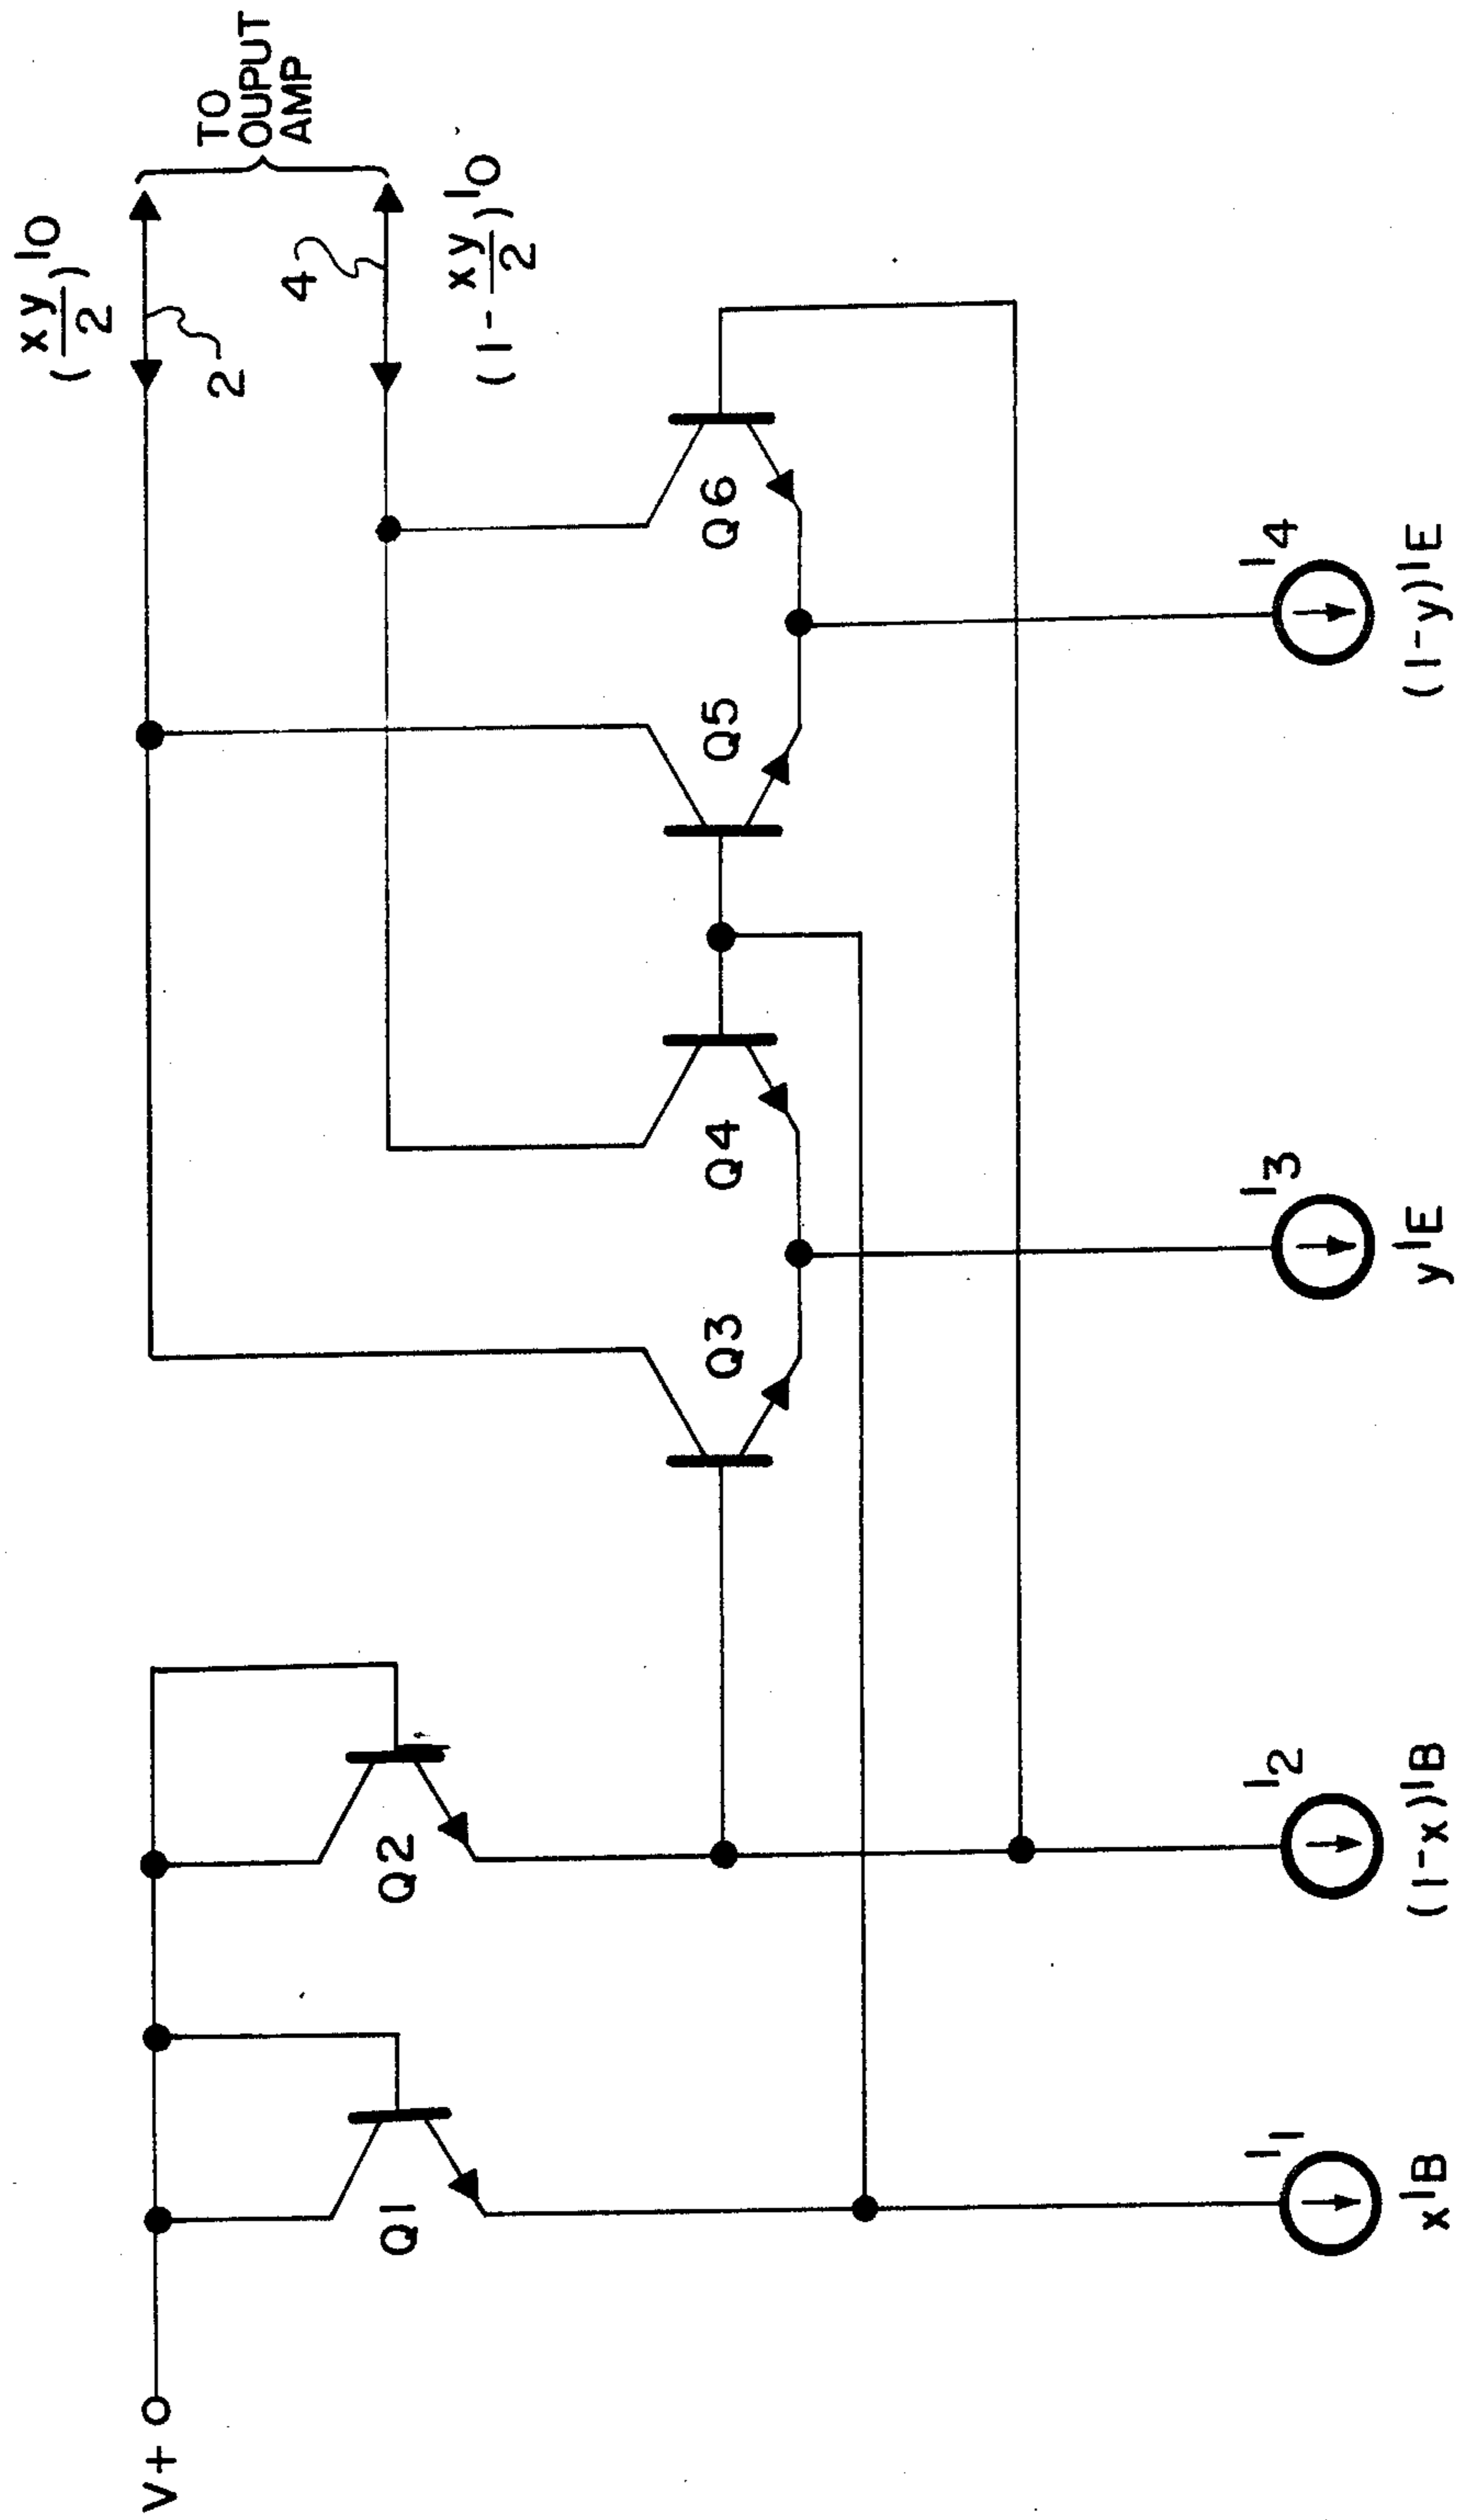 (xy/2)IO
TO
OUPUT
AMP
2
4
(1-xy/2)IO
V+
Q1
Q2
Q3
Q4
Q5
Q6
I1
I2
I3
I4
xIB
(1-x)IB
yIE
(1-y)IE